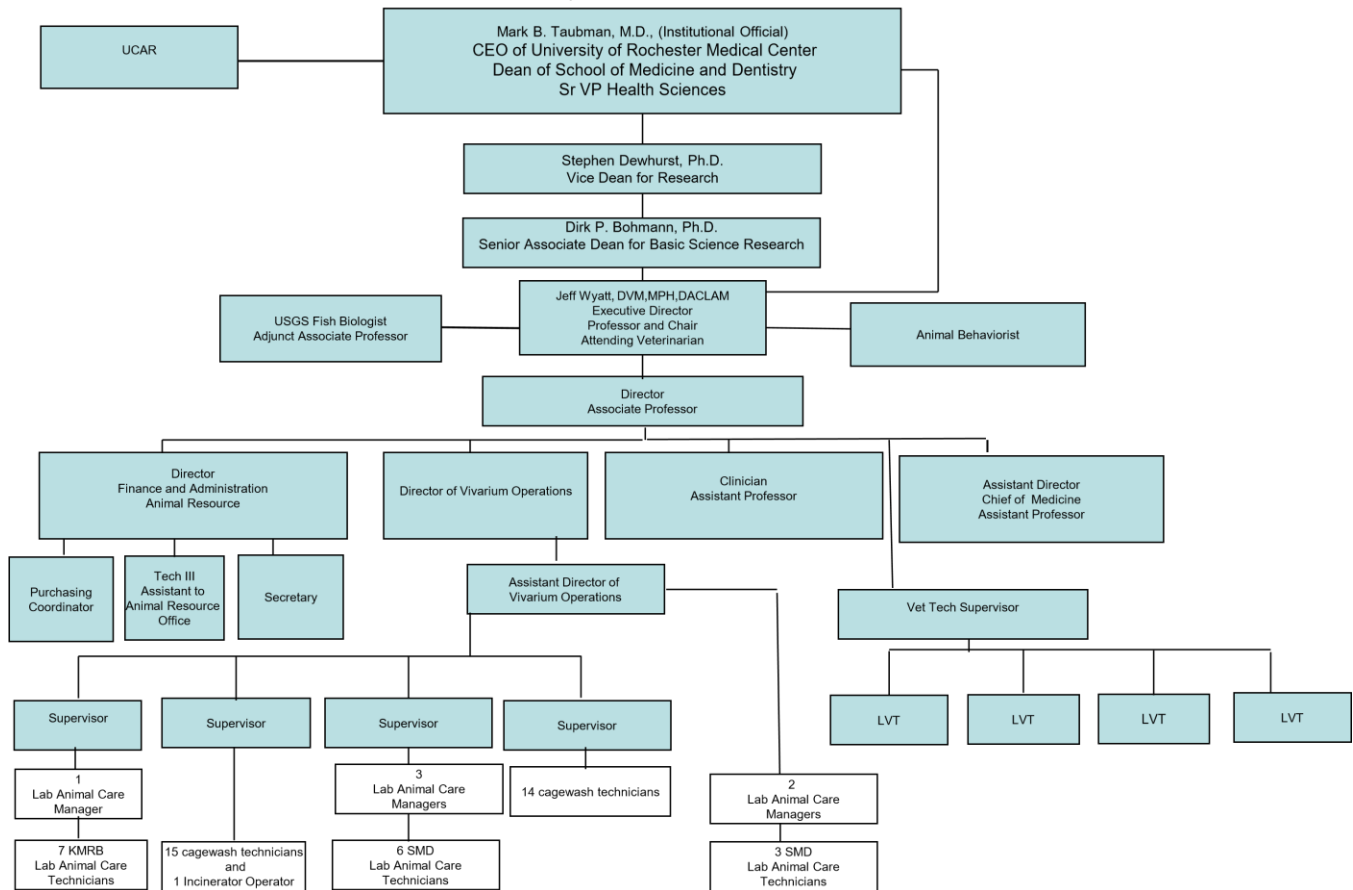 UCAR
Mark B. Taubman, M.D., (Institutional Official)
CEO of University of Rochester Medical Center
Dean of School of Medicine and Dentistry
Sr VP Health Sciences
Stephen Dewhurst, Ph.D.
Vice Dean for Research
Dirk P. Bohmann, Ph.D.
Senior Associate Dean for Basic Science Research
USGS Fish Biologist
Adjunct Associate Professor
Jeff Wyatt, DVM,MPH,DACLAM
Executive Director
Professor and Chair
Attending Veterinarian
Animal Behaviorist
Director
Associate Professor
Director
Finance and Administration
Animal Resource
Director of Vivarium Operations
Clinician
Assistant Professor
Assistant Director
Chief of Medicine
Assistant Professor
Purchasing
Coordinator
Tech III
Assistant to
Animal Resource
Office
Secretary
Assistant Director of
Vivarium Operations
Vet Tech Supervisor
Supervisor
Supervisor
Supervisor
Supervisor
LVT
LVT
LVT
LVT
1
Lab Animal Care
Manager
3
Lab Animal Care
Managers
14 cagewash technicians
2
Lab Animal Care
Managers
7 KMRB
Lab Animal Care
Technicians
15 cagewash technicians
and
1 Incinerator Operator
6 SMD
Lab Animal Care
Technicians
3 SMD
Lab Animal Care
Technicians